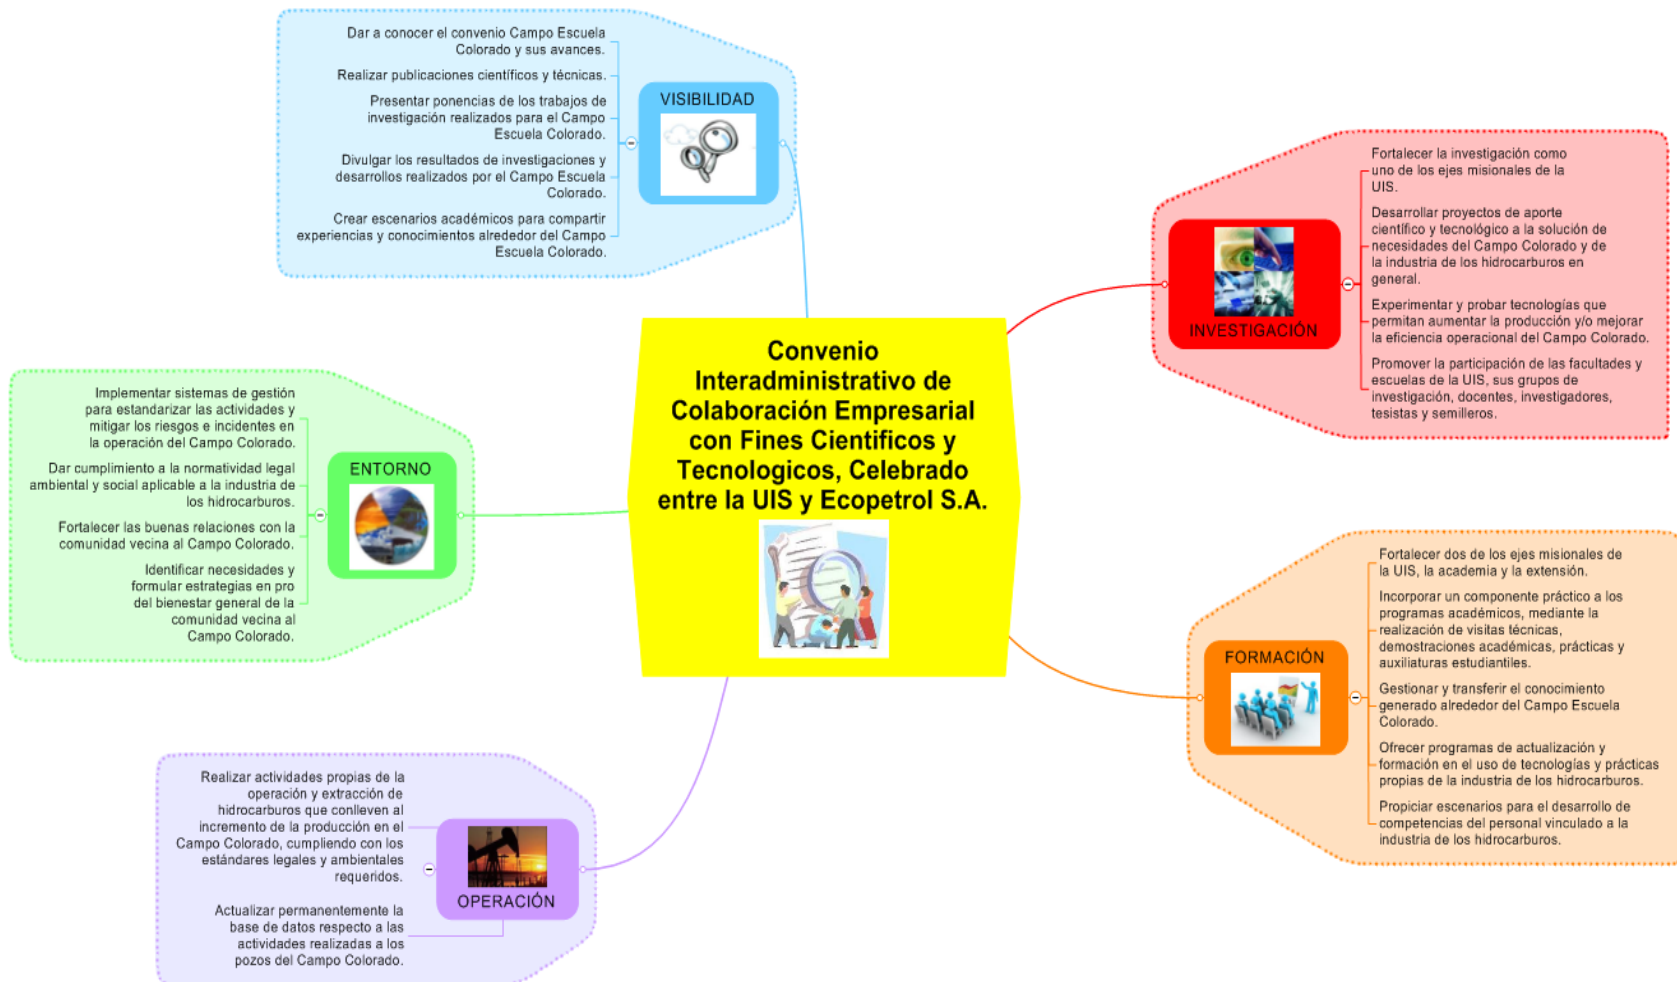 Convenio
Interadministrativo de
Colaboración Empresarial
con Fines Cientificos y
Tecnologicos, Celebrado
entre la UIS y Ecopetrol S.A.
VISIBILIDAD
Dar a conocer el convenio Campo Escuela
Colorado y sus avances.
Realizar publicaciones científicos y técnicas.
Presentar ponencias de los trabajos de
investigación realizados para el Campo
Escuela Colorado.
Divulgar los resultados de investigaciones y
desarrollos realizados por el Campo Escuela
Colorado.
Crear escenarios académicos para compartir
experiencias y conocimientos alrededor del Campo
Escuela Colorado.
INVESTIGACIÓN
Fortalecer la investigación como
uno de los ejes misionales de la
UIS.
Desarrollar proyectos de aporte
científico y tecnológico a la solución de
necesidades del Campo Colorado y de
la industria de los hidrocarburos en
general.
Experimentar y probar tecnologías que
permitan aumentar la producción y/o mejorar
la eficiencia operacional del Campo Colorado.
Promover la participación de las facultades y
escuelas de la UIS, sus grupos de
investigación, docentes, investigadores,
tesistas y semilleros.
ENTORNO
Implementar sistemas de gestión
para estandarizar las actividades y
mitigar los riesgos e incidentes en
la operación del Campo Colorado.
Dar cumplimiento a la normatividad legal
ambiental y social aplicable a la industria de
los hidrocarburos.
Fortalecer las buenas relaciones con la
comunidad vecina al Campo Colorado.
Identificar necesidades y
formular estrategias en pro
del bienestar general de la
comunidad vecina al
Campo Colorado.
FORMACIÓN
Fortalecer dos de los ejes misionales de
la UIS, la academia y la extensión.
Incorporar un componente práctico a los
programas académicos, mediante la
realización de visitas técnicas,
demostraciones académicas, prácticas y
auxiliaturas estudiantiles.
Gestionar y transferir el conocimiento
generado alrededor del Campo Escuela
Colorado.
Ofrecer programas de actualización y
formación en el uso de tecnologías y prácticas
propias de la industria de los hidrocarburos.
Propiciar escenarios para el desarrollo de
competencias del personal vinculado a la
industria de los hidrocarburos.
OPERACIÓN
Realizar actividades propias de la
operación y extracción de
hidrocarburos que conlleven al
incremento de la producción en el
Campo Colorado, cumpliendo con los
estándares legales y ambientales
requeridos.
Actualizar permanentemente la
base de datos respecto a las
actividades realizadas a los
pozos del Campo Colorado.